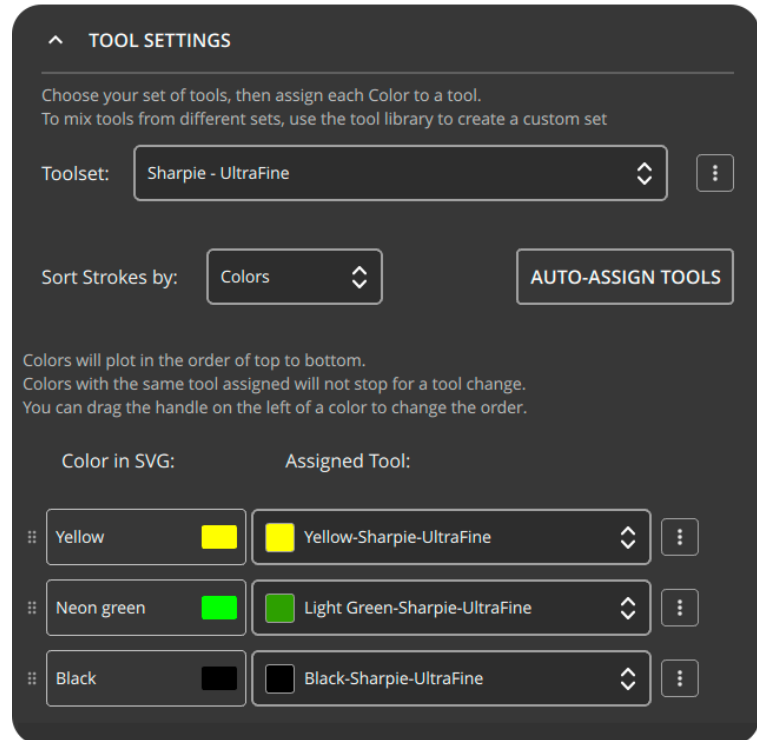 TOOL SETTINGS
Choose your set of tools, then assign each Color to a tool.
To mix tools from different sets, use the tool library to create a custom set
Toolset: Sharpie - UltraFine
Sort Strokes by: Colors AUTO-ASSIGN TOOLS
Colors will plot in the order of top to bottom.
Colors with the same tool assigned will not stop for a tool change.
You can drag the handle on the left of a color to change the order.
Color in SVG: Assigned Tool:
Yellow Yellow-Sharpie-UltraFine
Neon green Light Green-Sharpie-UltraFine
Black Black-Sharpie-UltraFine